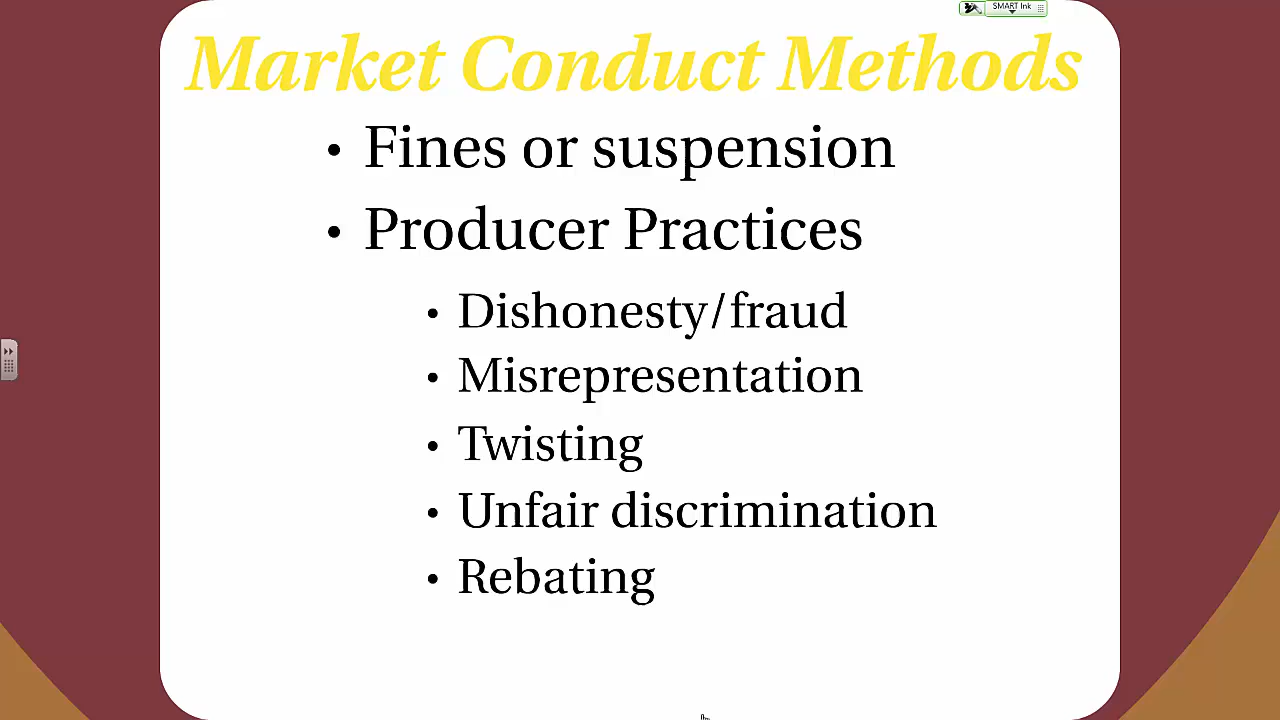 SMART Ink
Market Conduct Methods
• Fines or suspension
• Producer Practices
• Dishonesty/fraud
• Misrepresentation
• Twisting
• Unfair discrimination
• Rebating